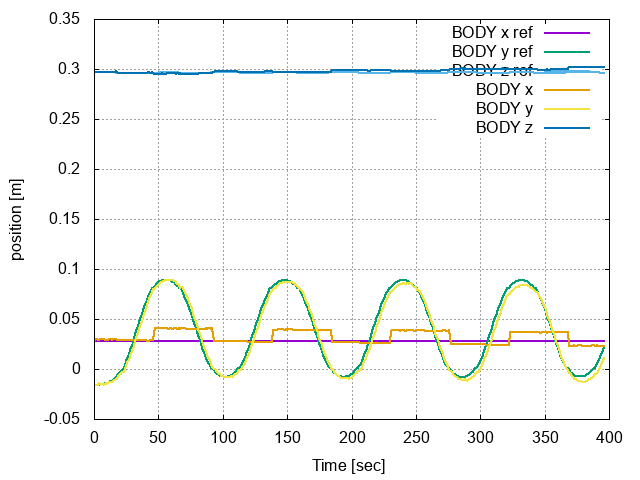 0.35
0.3
0.25
0.2
0.15
0.1
0.05
0
-0.05
position [m]
BODY x ref
BODY y ref
BODY z ref
BODY x
BODY y
BODY z
0 50 100 150 200 250 300 350 400
Time [sec]